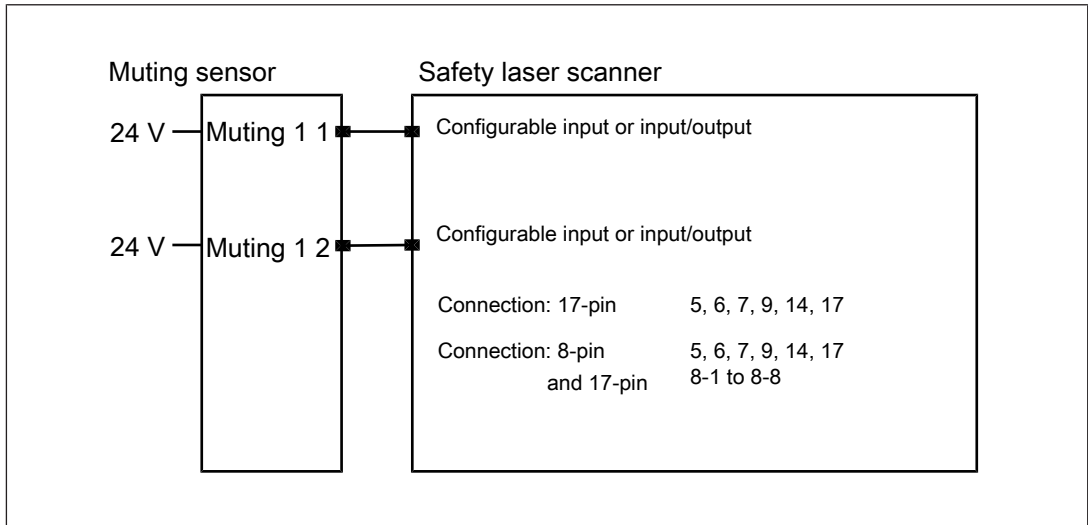 Muting sensor Safety laser scanner
24 V Muting 1 1 Configurable input or input/output
24 V Muting 1 2 Configurable input or input/output
Connection: 17-pin 5, 6, 7, 9, 14, 17
Connection: 8-pin 5, 6, 7, 9, 14, 17
and 17-pin 8-1 to 8-8